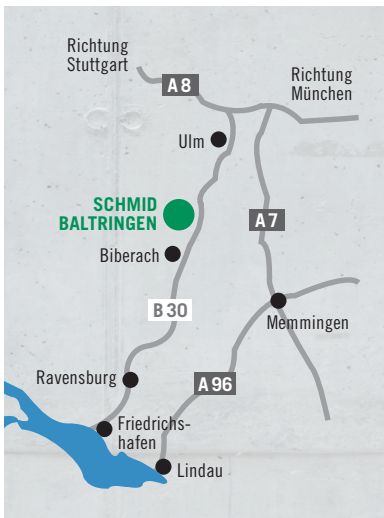 Richtung
Stuttgart
A 8
Richtung
München
Ulm
SCHMID
BALTRINGEN
A 7
Biberach
B 30
Memmingen
Ravensburg
A 96
Friedrichs-
hafen
Lindau